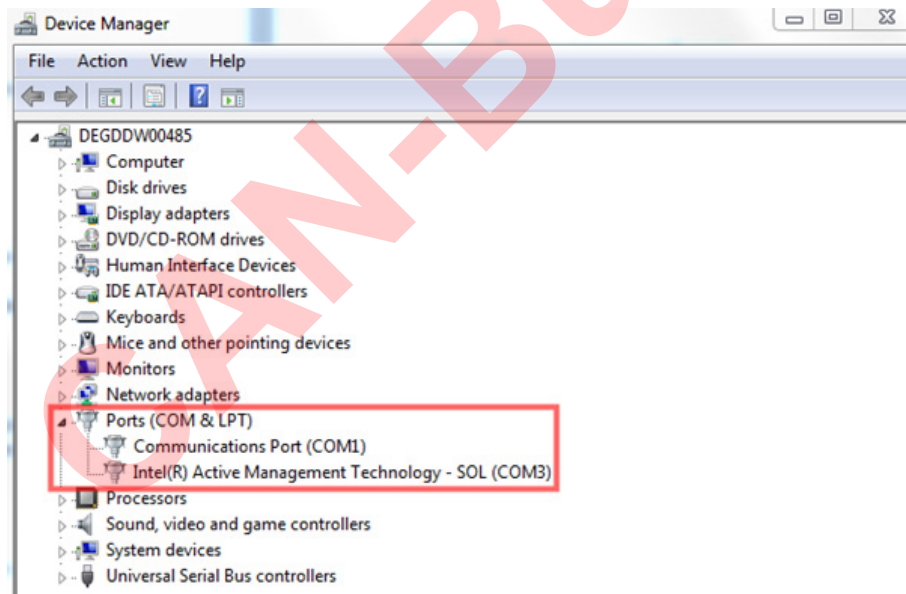 Device Manager
File Action View Help
DEGDDW00485
Computer
Disk drives
Display adapters
DVD/CD-ROM drives
Human Interface Devices
IDE ATA/ATAPI controllers
Keyboards
Mice and other pointing devices
Monitors
Network adapters
Ports (COM & LPT)
Communications Port (COM1)
Intel(R) Active Management Technology - SOL (COM3)
Processors
Sound, video and game controllers
System devices
Universal Serial Bus controllers
CAN-Bu